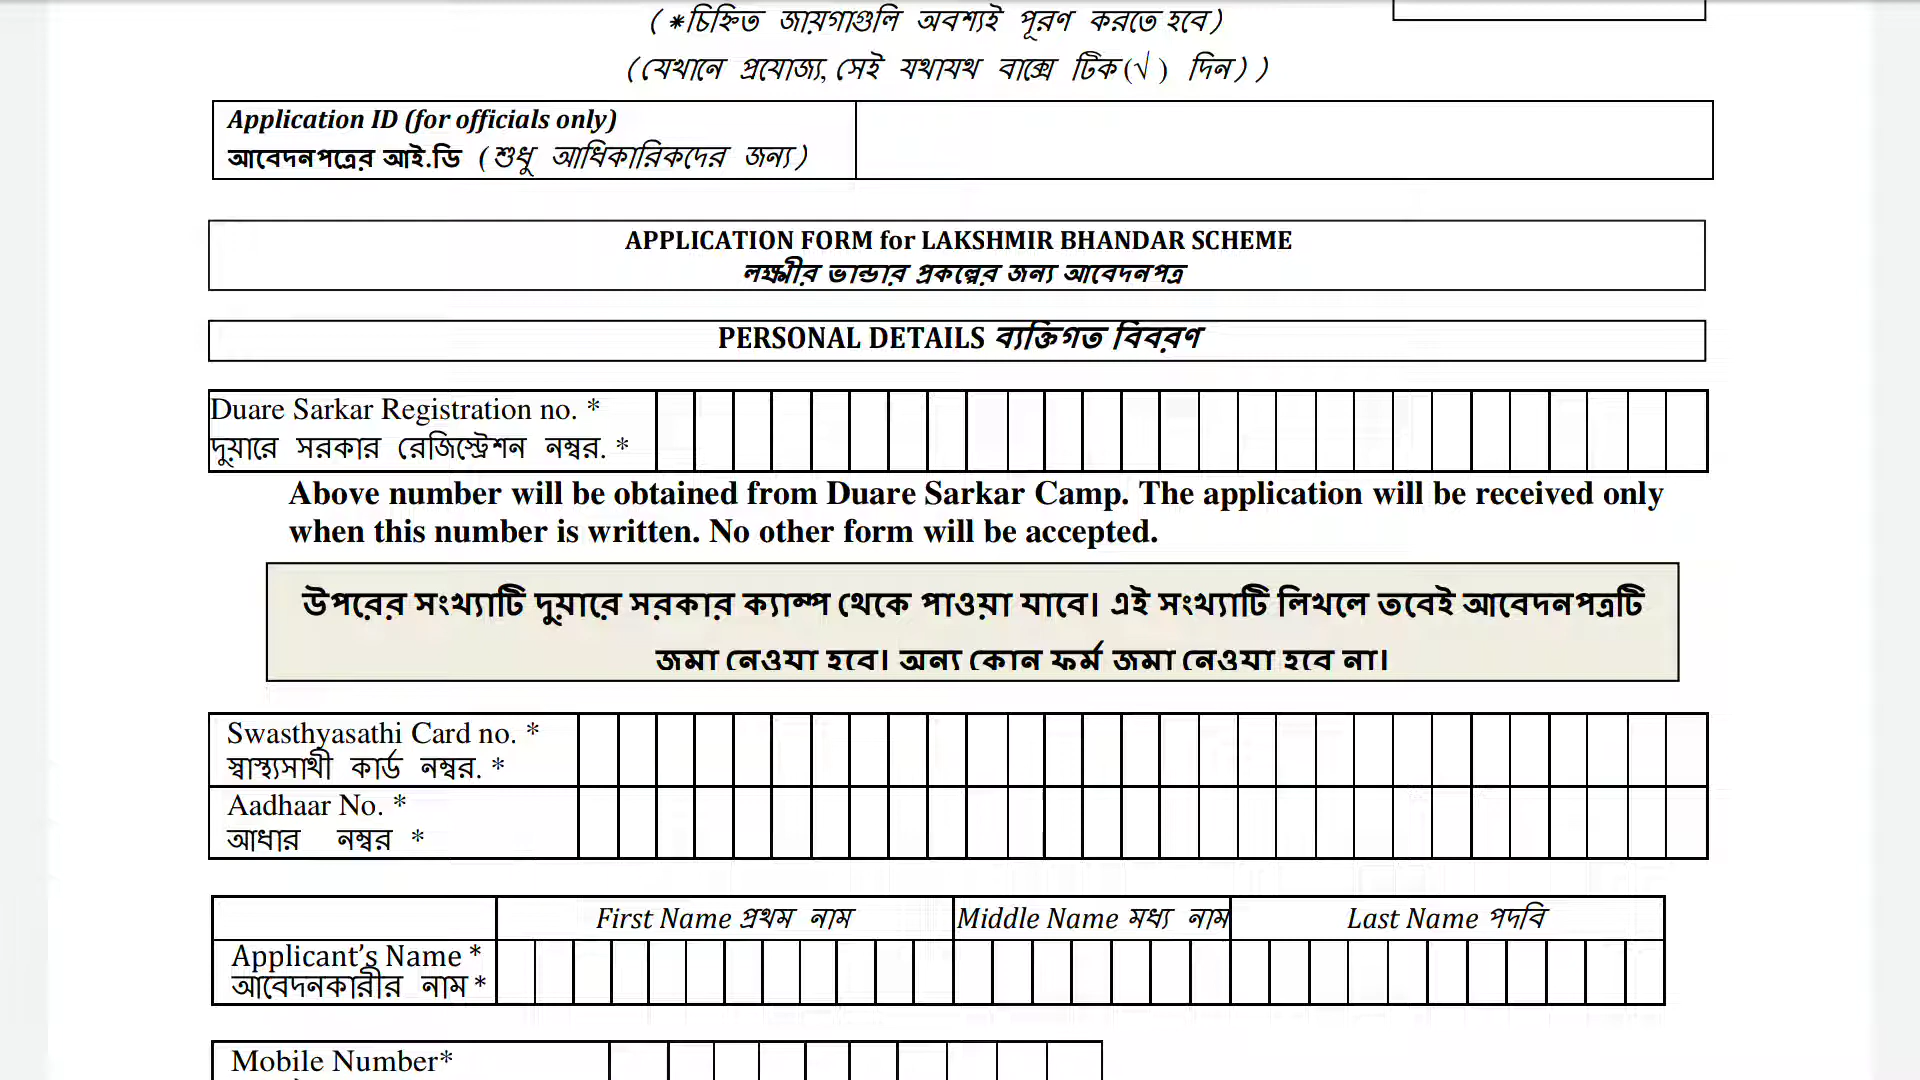 (*চিহ্নিত জায়গাগুলি অবশ্যই পূরণ করতে হবে)
(যেখানে প্রযোজ্য, সেই যথাযথ বাক্সে টিক (√ ) দিন) )
Application ID (for officials only)
আবেদনপত্রের আই.ডি (শুধু আধিকারিকদের জন্য)
APPLICATION FORM for LAKSHMIR BHANDAR SCHEME
লক্ষ্মীর ভান্ডার প্রকল্পের জন্য আবেদনপত্র
PERSONAL DETAILS ব্যক্তিগত বিবরণ
Duare Sarkar Registration no. *
দুয়ারে সরকার রেজিস্ট্রেশন নম্বর. *
Above number will be obtained from Duare Sarkar Camp. The application will be received only
when this number is written. No other form will be accepted.
উপরের সংখ্যাটি দুয়ারে সরকার ক্যাম্প থেকে পাওয়া যাবে। এই সংখ্যাটি লিখলে তবেই আবেদনপত্রটি
জমা নেওয়া হবে। অন্য কোন ফর্ম জমা নেওয়া হবে না।
Swasthyasathi Card no. *
স্বাস্থ্যসাথী কার্ড নম্বর. *
Aadhaar No. *
আধার নম্বর *
First Name প্রথম নাম Middle Name মধ্য নাম Last Name পদবি
Applicant's Name *
আবেদনকারীর নাম *
Mobile Number*